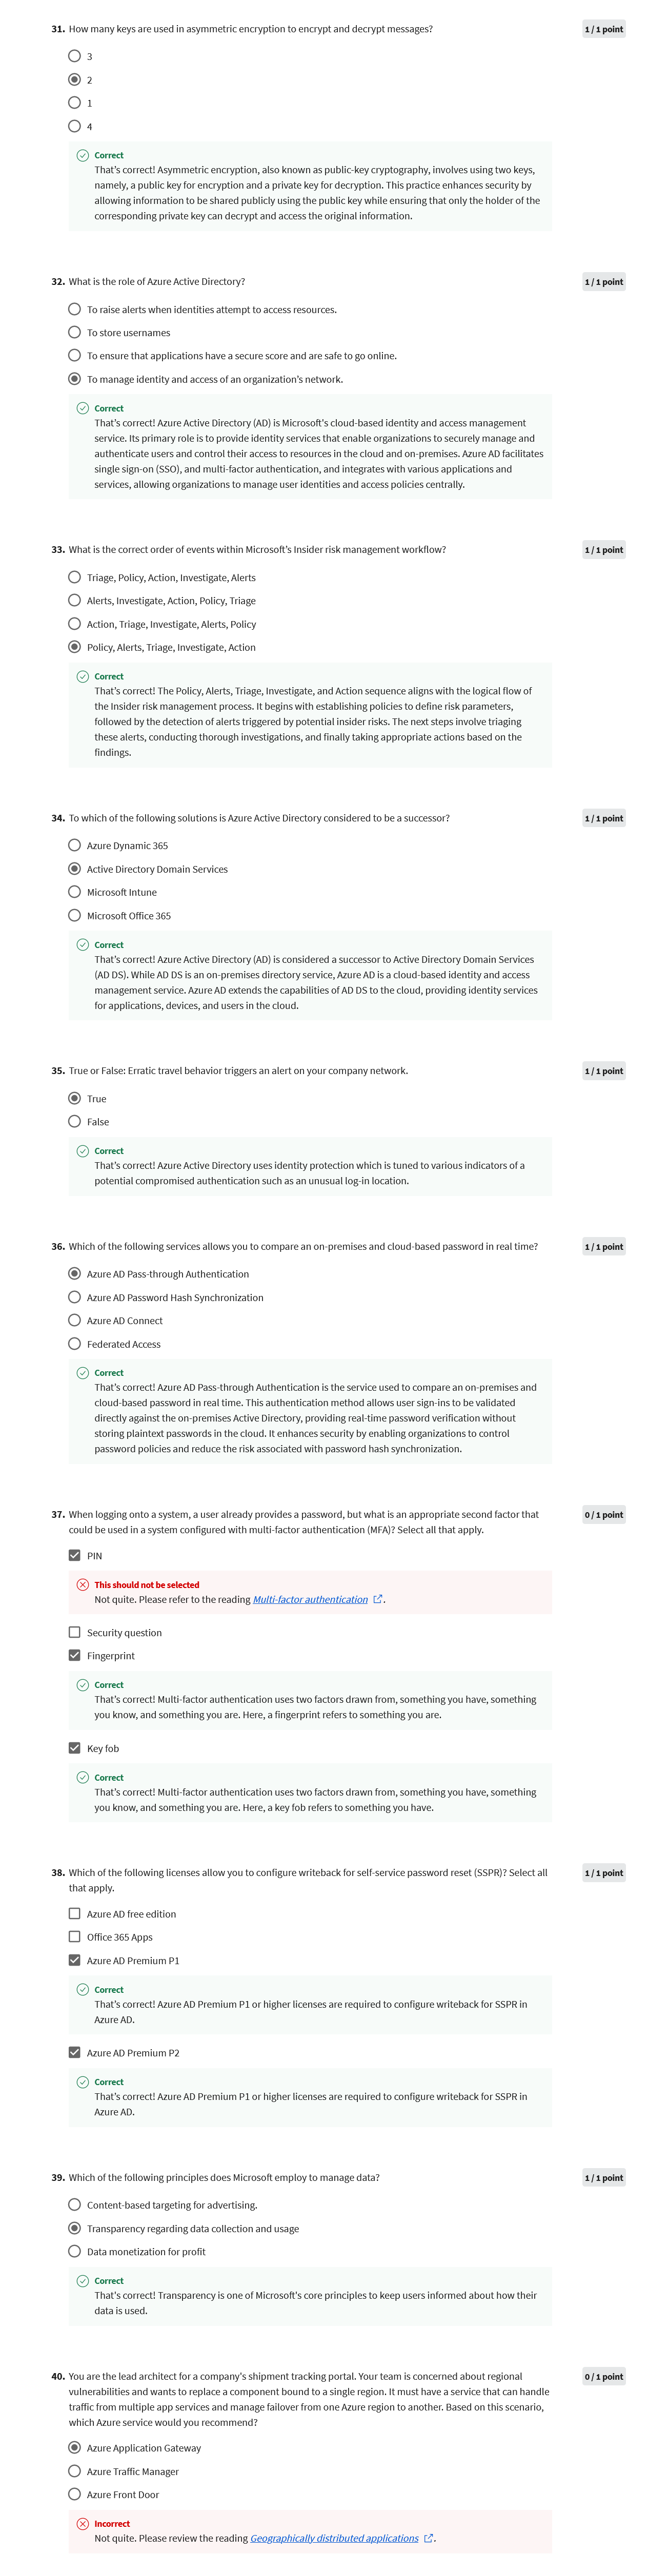 31. How many keys are used in asymmetric encryption to encrypt and decrypt messages?
1 / 1 point
3
2
1
4
Correct
That's correct! Asymmetric encryption, also known as public-key cryptography, involves using two keys,
namely, a public key for encryption and a private key for decryption. This practice enhances security by
allowing information to be shared publicly using the public key while ensuring that only the holder of the
corresponding private key can decrypt and access the original information.
32. What is the role of Azure Active Directory?
1 / 1 point
To raise alerts when identities attempt to access resources.
To store usernames
To ensure that applications have a secure score and are safe to go online.
To manage identity and access of an organization's network.
Correct
That's correct! Azure Active Directory (AD) is Microsoft's cloud-based identity and access management
service. Its primary role is to provide identity services that enable organizations to securely manage and
authenticate users and control their access to resources in the cloud and on-premises. Azure AD facilitates
single sign-on (SSO), and multi-factor authentication, and integrates with various applications and
services, allowing organizations to manage user identities and access policies centrally.
33. What is the correct order of events within Microsoft's Insider risk management workflow?
1 / 1 point
Triage, Policy, Action, Investigate, Alerts
Alerts, Investigate, Action, Policy, Triage
Action, Triage, Investigate, Alerts, Policy
Policy, Alerts, Triage, Investigate, Action
Correct
That's correct! The Policy, Alerts, Triage, Investigate, and Action sequence aligns with the logical flow of
the Insider risk management process. It begins with establishing policies to define risk parameters,
followed by the detection of alerts triggered by potential insider risks. The next steps involve triaging
these alerts, conducting thorough investigations, and finally taking appropriate actions based on the
findings.
34. To which of the following solutions is Azure Active Directory considered to be a successor?
1 / 1 point
Azure Dynamic 365
Active Directory Domain Services
Microsoft Intune
Microsoft Office 365
Correct
That's correct! Azure Active Directory (AD) is considered a successor to Active Directory Domain Services
(AD DS). While AD DS is an on-premises directory service, Azure AD is a cloud-based identity and access
management service. Azure AD extends the capabilities of AD DS to the cloud, providing identity services
for applications, devices, and users in the cloud.
35. True or False: Erratic travel behavior triggers an alert on your company network.
1 / 1 point
True
False
Correct
That's correct! Azure Active Directory uses identity protection which is tuned to various indicators of a
potential compromised authentication such as an unusual log-in location.
36. Which of the following services allows you to compare an on-premises and cloud-based password in real time?
1 / 1 point
Azure AD Pass-through Authentication
Azure AD Password Hash Synchronization
Azure AD Connect
Federated Access
Correct
That's correct! Azure AD Pass-through Authentication is the service used to compare an on-premises and
cloud-based password in real time. This authentication method allows user sign-ins to be validated
directly against the on-premises Active Directory, providing real-time password verification without
storing plaintext passwords in the cloud. It enhances security by enabling organizations to control
password policies and reduce the risk associated with password hash synchronization.
37. When logging onto a system, a user already provides a password, but what is an appropriate second factor that
could be used in a system configured with multi-factor authentication (MFA)? Select all that apply.
0 / 1 point
PIN
This should not be selected
Not quite. Please refer to the reading Multi-factor authentication.
Security question
Fingerprint
Correct
That's correct! Multi-factor authentication uses two factors drawn from, something you have, something
you know, and something you are. Here, a fingerprint refers to something you are.
Key fob
Correct
That's correct! Multi-factor authentication uses two factors drawn from, something you have, something
you know, and something you are. Here, a key fob refers to something you have.
38. Which of the following licenses allow you to configure writeback for self-service password reset (SSPR)? Select all
that apply.
1 / 1 point
Azure AD free edition
Office 365 Apps
Azure AD Premium P1
Correct
That's correct! Azure AD Premium P1 or higher licenses are required to configure writeback for SSPR in
Azure AD.
Azure AD Premium P2
Correct
That's correct! Azure AD Premium P1 or higher licenses are required to configure writeback for SSPR in
Azure AD.
39. Which of the following principles does Microsoft employ to manage data?
1 / 1 point
Content-based targeting for advertising.
Transparency regarding data collection and usage
Data monetization for profit
Correct
That's correct! Transparency is one of Microsoft's core principles to keep users informed about how their
data is used.
40. You are the lead architect for a company's shipment tracking portal. Your team is concerned about regional
vulnerabilities and wants to replace a component bound to a single region. It must have a service that can handle
traffic from multiple app services and manage failover from one Azure region to another. Based on this scenario,
which Azure service would you recommend?
0 / 1 point
Azure Application Gateway
Azure Traffic Manager
Azure Front Door
Incorrect
Not quite. Please review the reading Geographically distributed applications.